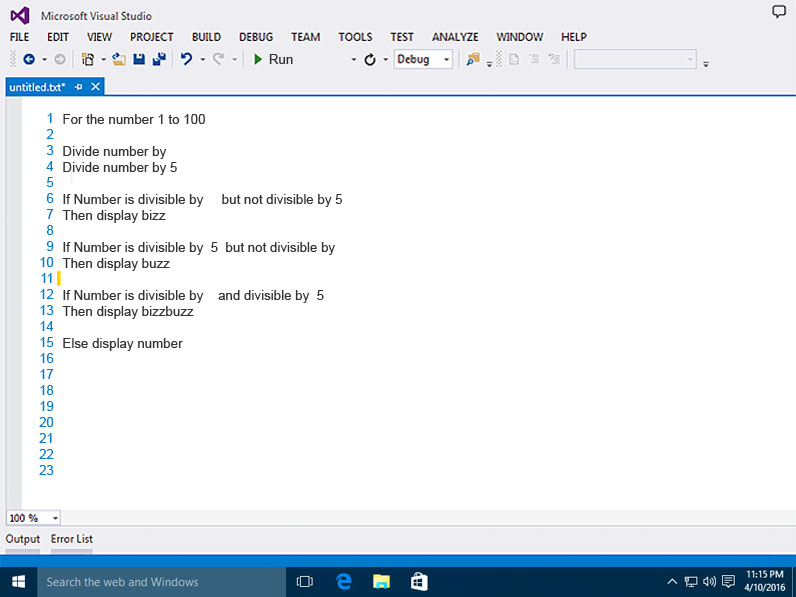 Microsoft Visual Studio
FILE EDIT VIEW PROJECT BUILD DEBUG TEAM TOOLS TEST ANALYZE WINDOW HELP
Run Debug
untitled.txt*
1 For the number 1 to 100
2
3 Divide number by
4 Divide number by 5
5
6 If Number is divisible by but not divisible by 5
7 Then display bizz
8
9 If Number is divisible by 5 but not divisible by
10 Then display buzz
11
12 If Number is divisible by and divisible by 5
13 Then display bizzbuzz
14
15 Else display number
16
17
18
19
20
21
22
23
100 %
Output Error List
Search the web and Windows
11:15 PM
4/10/2016